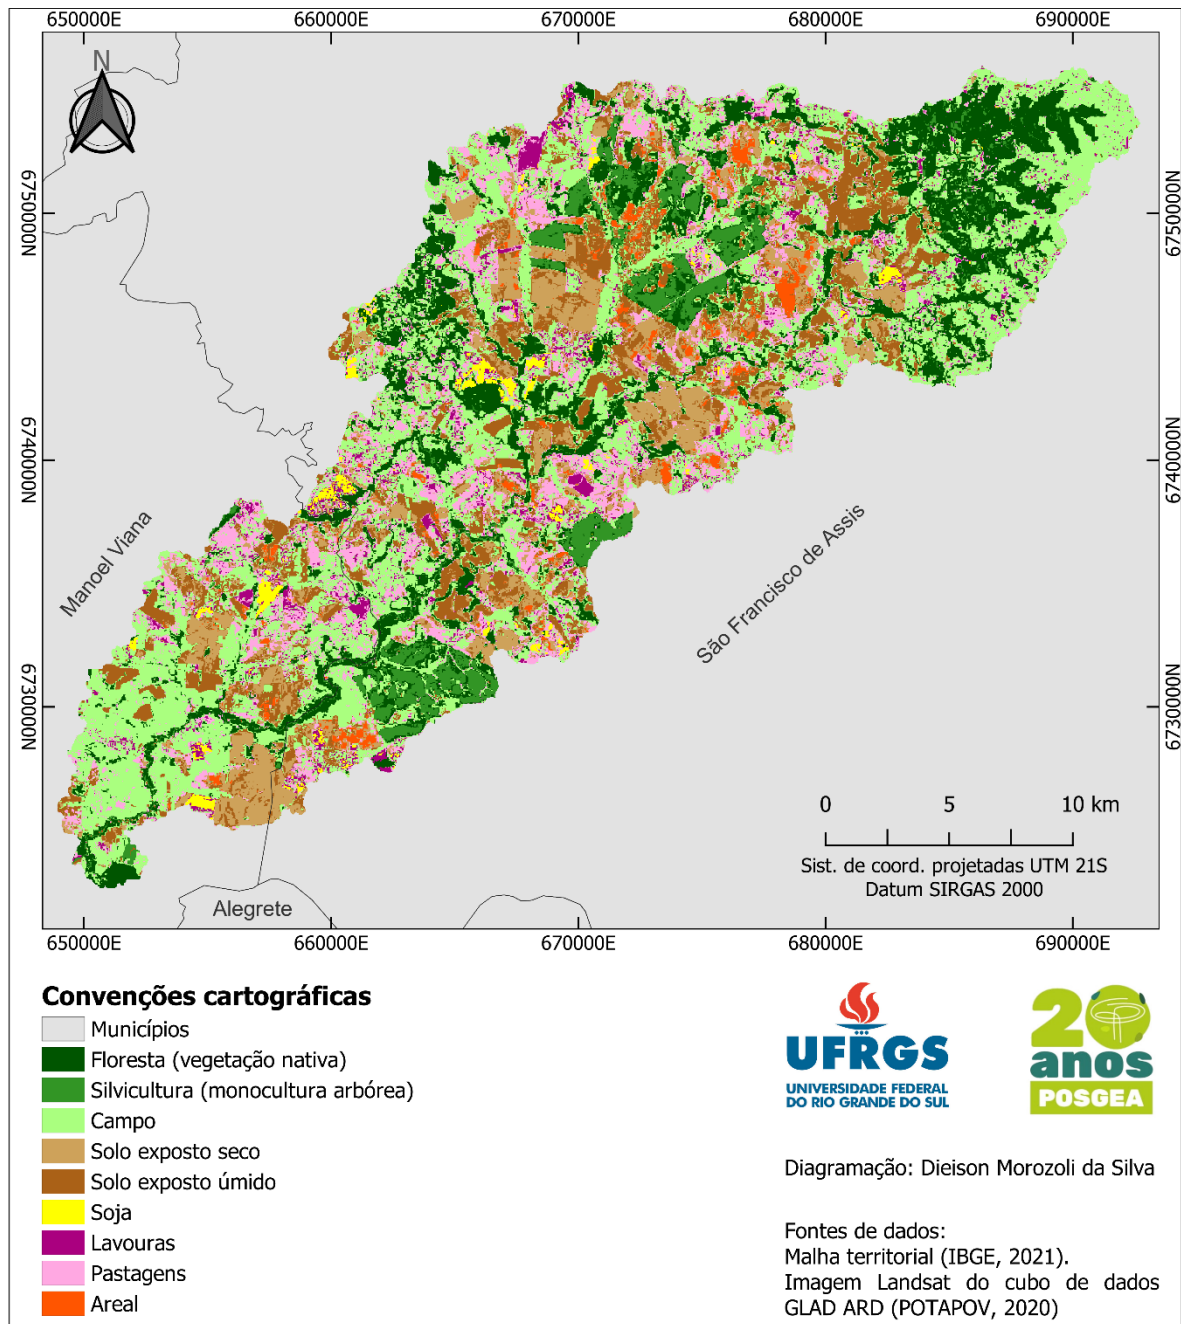 650000E 660000E 670000E 680000E 690000E
N
6750000N 6750000N
6740000N 6740000N
6730000N 6730000N
Manoel Viana
São Francisco de Assis
Alegrete
0 5 10 km
Sist. de coord. projetadas UTM 21S
Datum SIRGAS 2000
650000E 660000E 670000E 680000E 690000E
Convenções cartográficas
Municípios
Floresta (vegetação nativa)
Silvicultura (monocultura arbórea)
Campo
Solo exposto seco
Solo exposto úmido
Soja
Lavouras
Pastagens
Areal
UFRGS
UNIVERSIDADE FEDERAL
DO RIO GRANDE DO SUL
20
anos
POSGEA
Diagramação: Dieison Morozoli da Silva
Fontes de dados:
Malha territorial (IBGE, 2021).
Imagem Landsat do cubo de dados
GLAD ARD (POTAPOV, 2020)